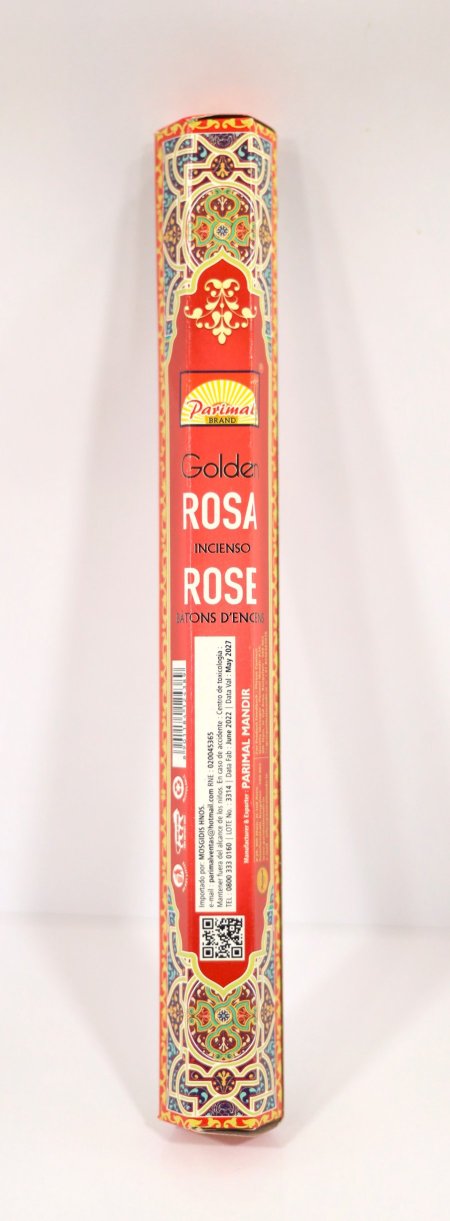 Parimal
BRAND
®
Golden
ROSA
INCIENSO
ROSE
BATONS D'ENCENS
Importado por: MOSGIDIS HNOS.
e-mail : parimalventas@hotmail.com RNE : 020045365
Mantener fuera del alcance de los niños. En caso de accidente : Centro de toxicologia :
TEL : 0800 333 0160 | LOTE No. : 3314 | Data Fab : June 2022 | Data Val : May 2027
Manufacturer & Exporter : PARIMAL MANDIR